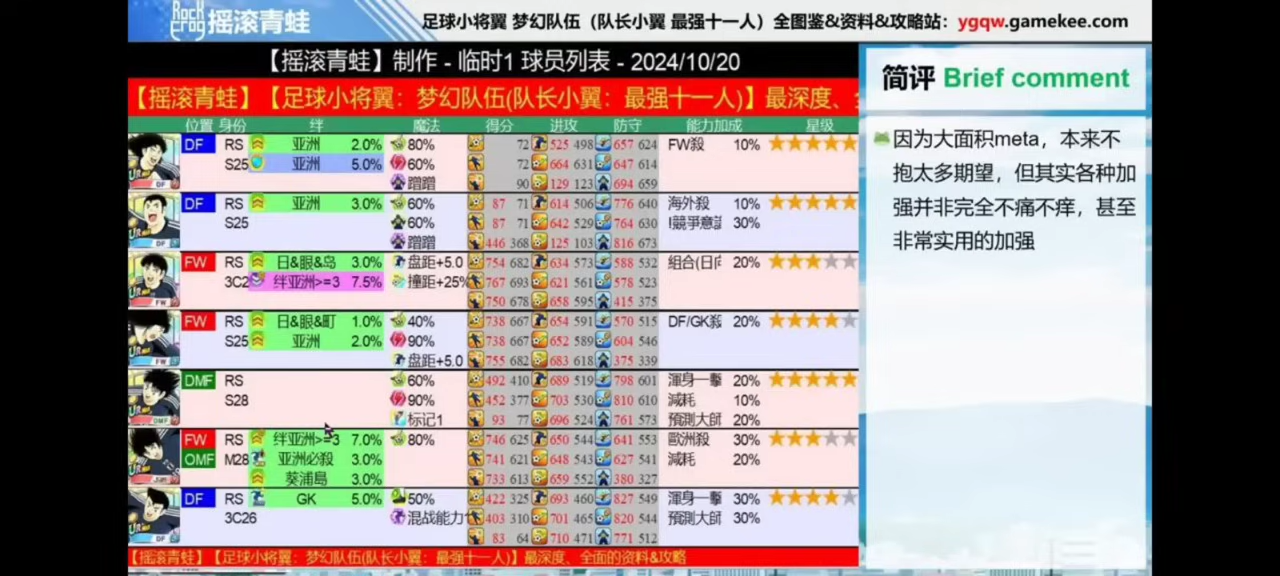 Rock Frog 摇滚青蛙
足球小将翼 梦幻队伍（队长小翼 最强十一人）全图鉴&资料&攻略站：ygqw.gamekee.com
【摇滚青蛙】制作 - 临时1 球员列表 - 2024/10/20
【摇滚青蛙】【足球小将翼：梦幻队伍(队长小翼：最强十一人)】最深度、
位置 身份 绊 魔法 得分 进攻 防守 能力加成 星级
DF RS 亚洲 2.0% 80% 72 525 498 657 624 FW殺 10%
S25 亚洲 5.0% 60% 72 664 631 647 614
蹭蹭 90 129 123 694 659
DF
DF RS 亚洲 3.0% 60% 87 71 614 506 776 640 海外殺 10%
S25 60% 87 71 642 529 764 630 30%
蹭蹭 446 368 125 103 816 673
DF
FW RS 日&眼&岛 3.0% 盘距+5.0 754 682 634 573 588 532 組合(日 20%
3C2 绊亚洲>=3 7.5% 撞距+25% 767 693 621 561 578 523
750 678 658 595 415 375
FW
FW RS 日&眼&町 1.0% 40% 738 667 654 591 570 515 DF/GK殺 20%
S25 亚洲 2.0% 90% 738 667 652 589 604 546
盘距+5.0 755 682 683 618 375 339
FW
DMF RS 60% 492 410 689 519 798 601 渾身一擊 20%
S28 90% 452 377 703 530 810 610 減耗 10%
标记1 93 77 696 524 761 573 預測大師 20%
DMF
FW RS 绊亚洲>=3 7.0% 80% 746 625 650 544 641 553 歐洲殺 30%
OMF M28 亚洲必殺 3.0% 741 621 648 543 627 541 減耗 20%
葵浦島 3.0% 733 613 659 552 380 327
DF RS GK 5.0% 50% 422 325 693 460 827 549 渾身一擊 30%
3C26 混战能力 403 310 701 465 820 544 預測大師 30%
83 64 710 471 771 512
DF
【摇滚青蛙】【足球小将翼：梦幻队伍(队长小翼：最强十一人)】最深度、全面的资料&攻略
简评 Brief comment
因为大面积meta，本来不
抱太多期望，但其实各种加
强并非完全不痛不痒，甚至
非常实用的加强